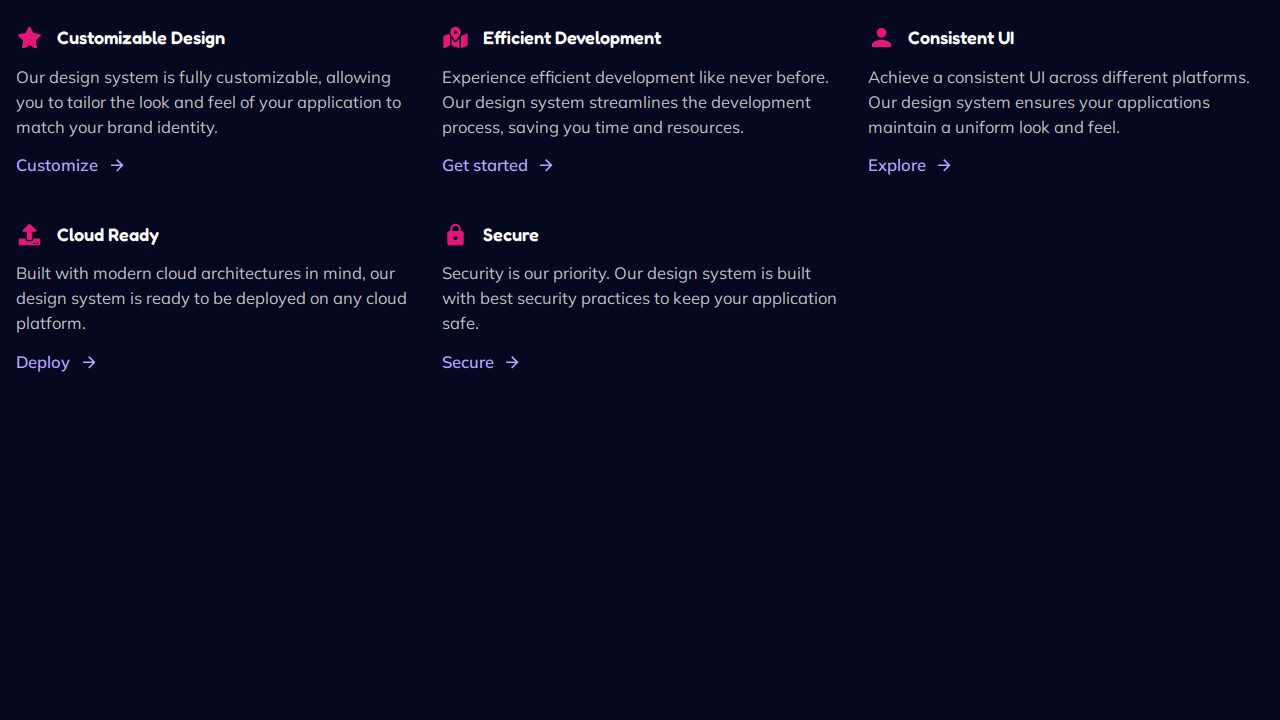 Customizable Design
Our design system is fully customizable, allowing
you to tailor the look and feel of your application to
match your brand identity.
Customize
Efficient Development
Experience efficient development like never before.
Our design system streamlines the development
process, saving you time and resources.
Get started
Consistent UI
Achieve a consistent UI across different platforms.
Our design system ensures your applications
maintain a uniform look and feel.
Explore
Cloud Ready
Built with modern cloud architectures in mind, our
design system is ready to be deployed on any cloud
platform.
Deploy
Secure
Security is our priority. Our design system is built
with best security practices to keep your application
safe.
Secure